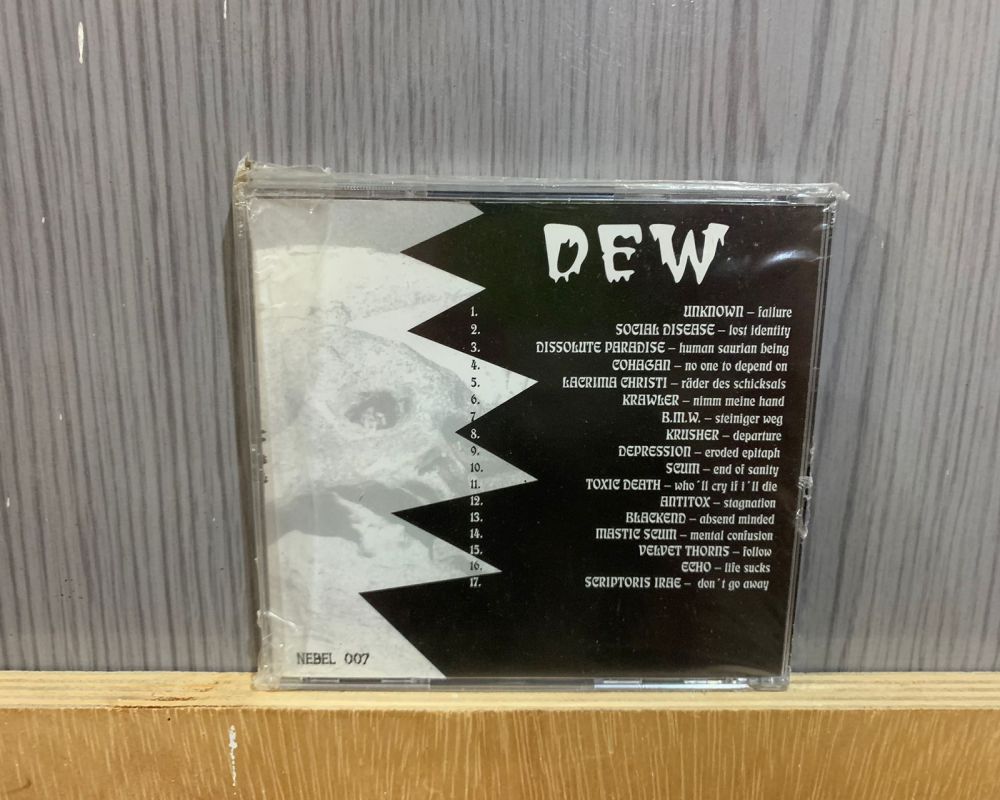 DEW
1. UNKNOWN – failure
2. SOCIAL DISEASE – lost identity
3. DISSOLUTE PARADISE – human saurian being
4. COHAGAN – no one to depend on
5. LACRIMA CHRISTI – räder des schicksals
6. KRAWLER – nimm meine hand
7. B.M.W. – steiniger weg
8. KRUSHER – departure
9. DEPRESSION – eroded epitaph
10. SCUM – end of sanity
11. TOXIC DEATH – who´ll cry if i´ll die
12. ANTITOX – stagnation
13. BLACKEND – absend minded
14. MASTIC SCUM – mental confusion
15. VELVET THORNS – follow
16. ECHO – life sucks
17. SCRIPTORIS IRAE – don´t go away
NEBEL 007